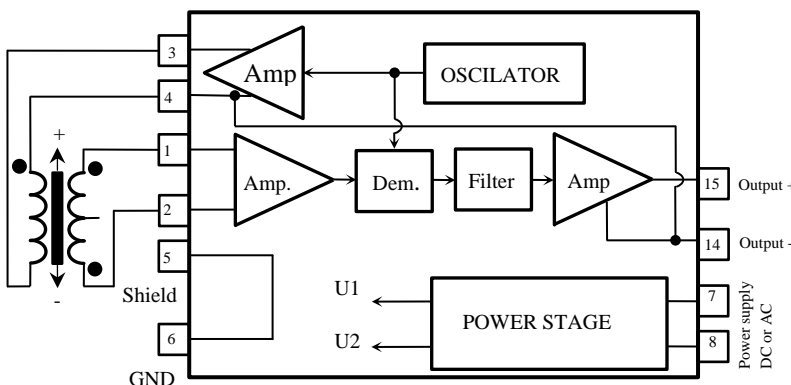 3
Amp
OSCILATOR
4
+
1
Amp.
Dem.
Filter
Amp
15
Output +
2
14
Output -
5
-
Shield
U1
7
POWER STAGE
U2
8
Power supply
DC or AC
6
GND